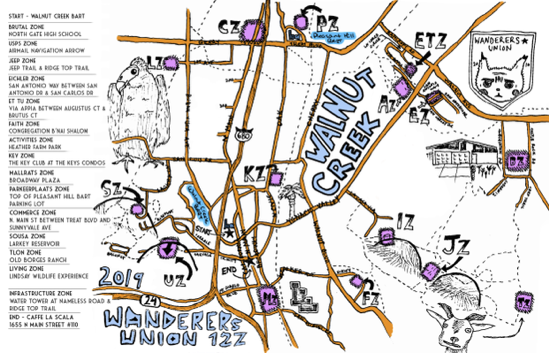 START - WALNUT CREEK BART
BRUTAL ZONE
NORTH GATE HIGH SCHOOL
USPS ZONE
AIRMAIL NAVIGATION ARROW
JEEP ZONE
JEEP TRAIL & RIDGE TOP TRAIL
EICHLER ZONE
SAN ANTONIO WAY BETWEEN SAN
ANTONIO DR & SAN CARLOS DR
ET TU ZONE
VIA APPIA BETWEEN AUGUSTUS CT &
BRUTUS CT
FAITH ZONE
CONGREGATION B'NAI SHALOM
ACTIVITIES ZONE
HEATHER FARM PARK
KEY ZONE
THE KEY CLUB AT THE KEYS CONDOS
MALLRATS ZONE
BROADWAY PLAZA
PARKEERPLAATS ZONE
TOP OF PLEASANT HILL BART
PARKING LOT
COMMERCE ZONE
N. MAIN ST BETWEEN TREAT BLVD AND
SUNNYVALE AVE
SOUSA ZONE
LARKEY RESERVOIR
TLON ZONE
OLD BORGES RANCH
LIVING ZONE
LINDSAY WILDLIFE EXPERIENCE
INFRASTRUCTURE ZONE
WATER TOWER AT NAMELESS ROAD &
RIDGE TOP TRAIL
END - CAFFE LA SCALA
1655 N MAIN STREET #110
CZ
PZ
Pleasant Hill
BART
ETZ
WANDERERS
UNION
LZ
AZ
EZ
680
WALNUT
CREEK
BZ
KZ
SZ
START
IZ
JZ
END
UZ
2019
24
MZ
FZ
TZ
WANDERERS
UNION 12Z